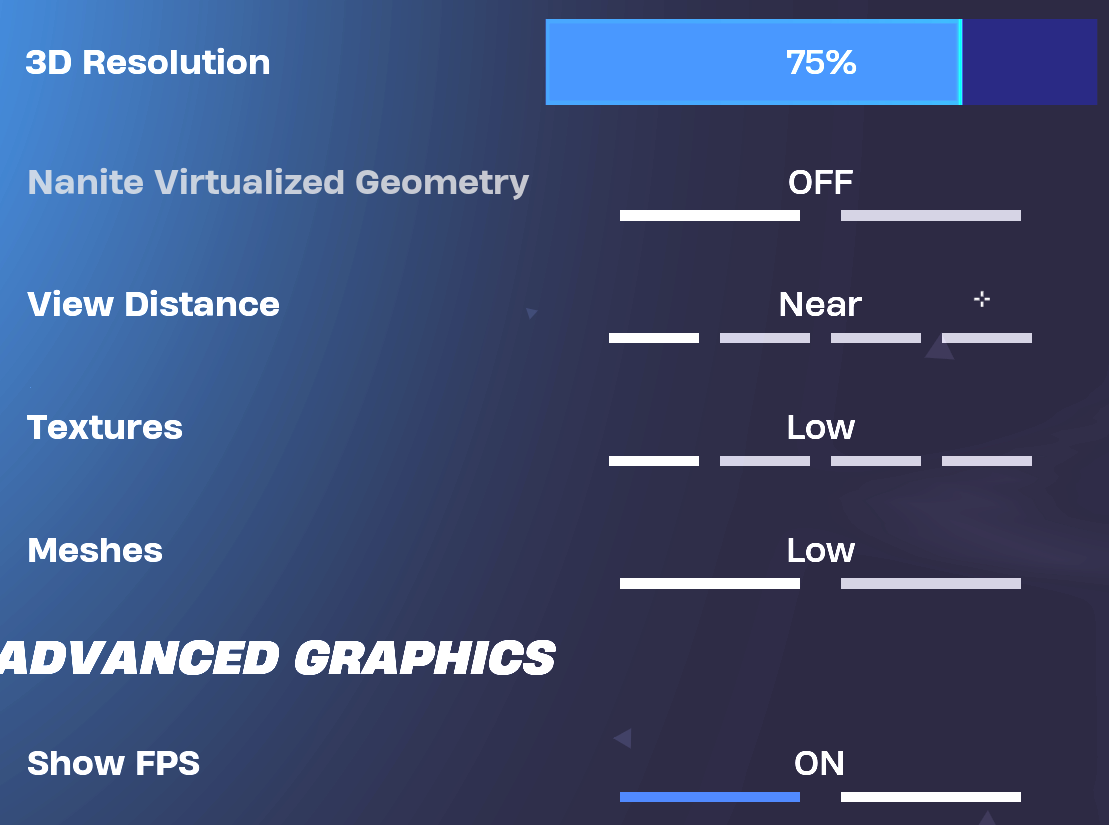 3D Resolution 75%
Nanite Virtualized Geometry OFF
View Distance Near
Textures Low
Meshes Low
ADVANCED GRAPHICS
Show FPS ON